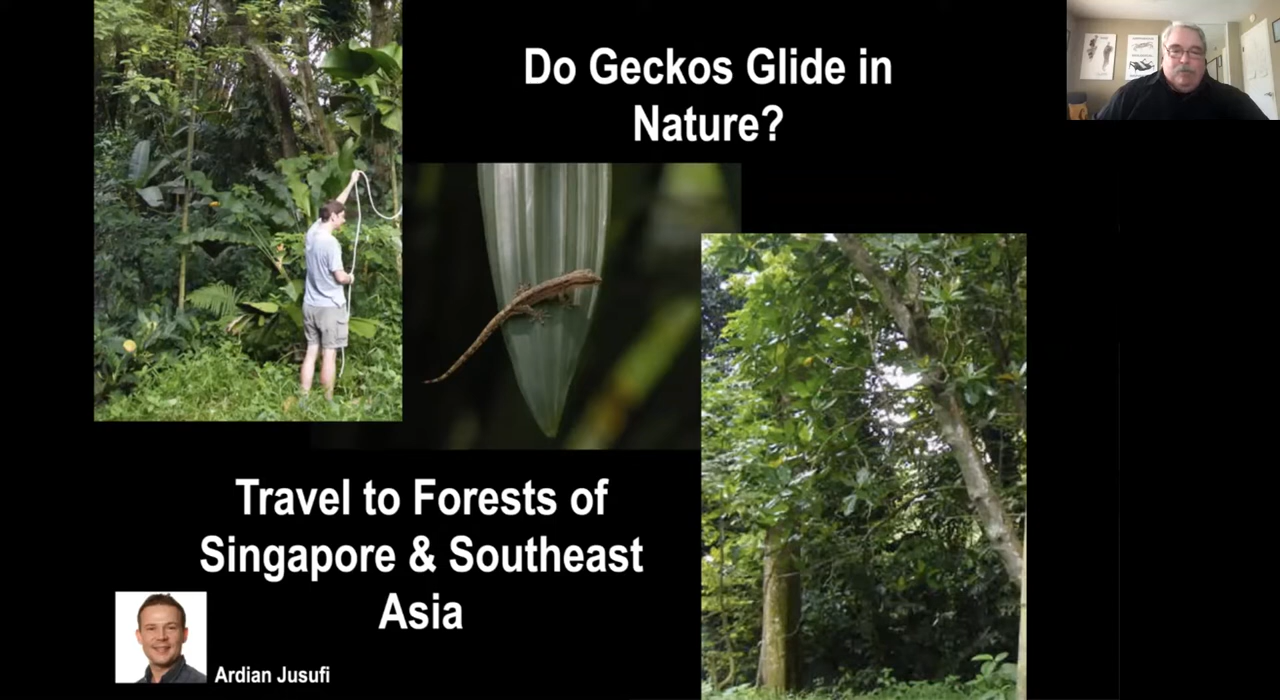 Do Geckos Glide in
Nature?
Travel to Forests of
Singapore & Southeast
Asia
Ardian Jusufi